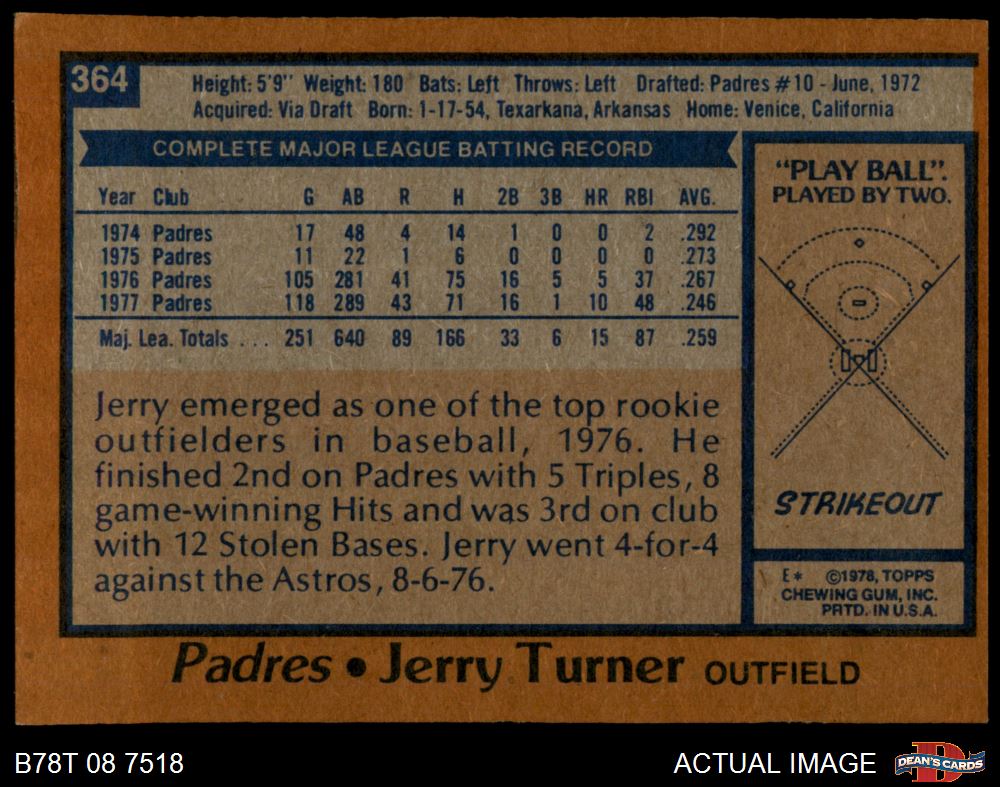 364
Height: 5'9" Weight: 180 Bats: Left Throws: Left Drafted: Padres #10 - June, 1972
Acquired: Via Draft Born: 1-17-54, Texarkana, Arkansas Home: Venice, California
COMPLETE MAJOR LEAGUE BATTING RECORD
Year Club G AB R H 2B 3B HR RBI AVG.
1974 Padres 17 48 4 14 1 0 0 2 .292
1975 Padres 11 22 1 6 0 0 0 0 .273
1976 Padres 105 281 41 75 16 5 5 37 .267
1977 Padres 118 289 43 71 16 1 10 48 .246
Maj. Lea. Totals ... 251 640 89 166 33 6 15 87 .259
Jerry emerged as one of the top rookie
outfielders in baseball, 1976. He
finished 2nd on Padres with 5 Triples, 8
game-winning Hits and was 3rd on club
with 12 Stolen Bases. Jerry went 4-for-4
against the Astros, 8-6-76.
"PLAY BALL".
PLAYED BY TWO.
STRIKEOUT
E* ©1978, TOPPS
CHEWING GUM, INC.
PRTD. IN U.S.A.
Padres • Jerry Turner OUTFIELD
B78T 08 7518
ACTUAL IMAGE
DEAN'S CARDS